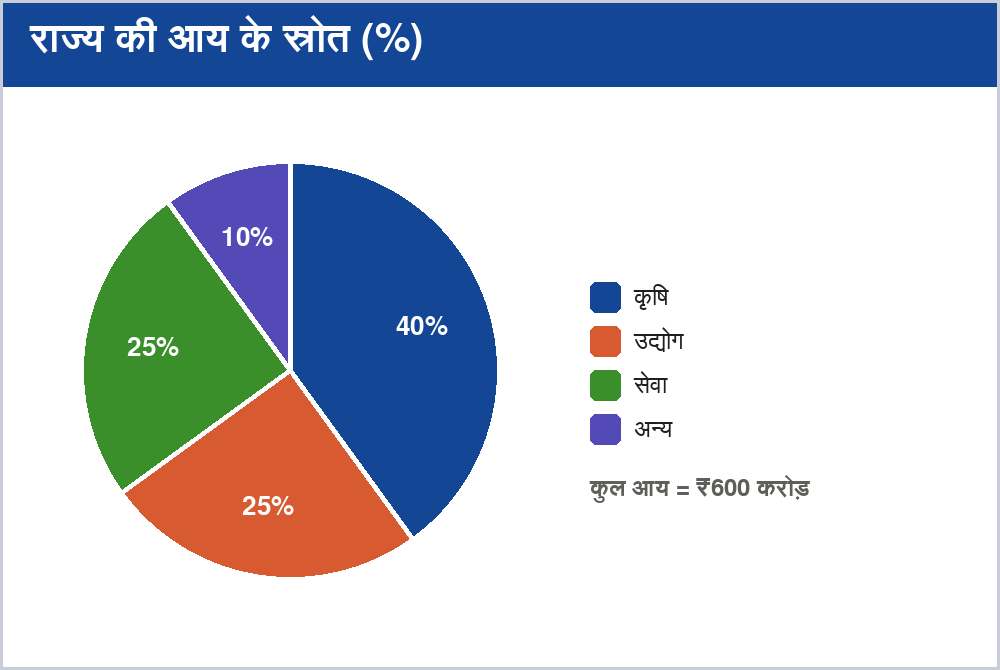 राज्य की आय के स्रोत (%)
10%
40%
25%
25%
कृषि
उद्योग
सेवा
अन्य
कुल आय = ₹600 करोड़